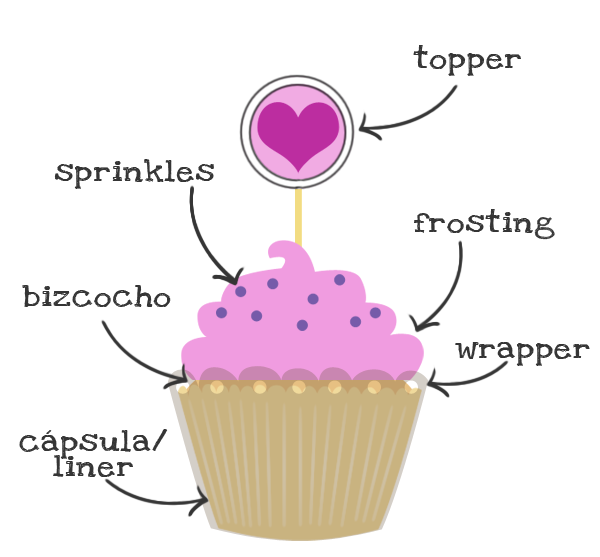 topper
sprinkles
frosting
bizcocho
wrapper
cápsula/
liner